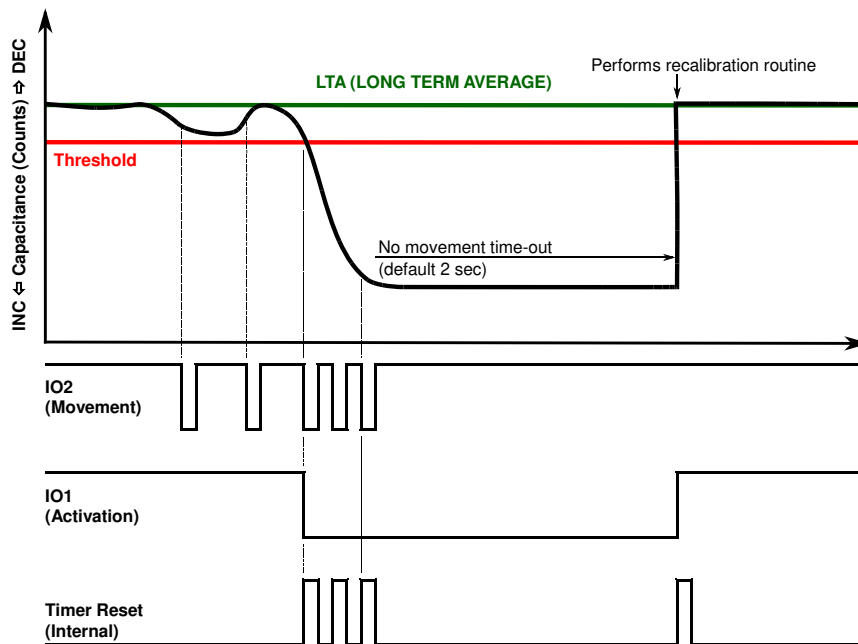 INC ⇦ Capacitance (Counts) ⇨ DEC
LTA (LONG TERM AVERAGE)
Performs recalibration routine
Threshold
No movement time-out
(default 2 sec)
IO2
(Movement)
IO1
(Activation)
Timer Reset
(Internal)